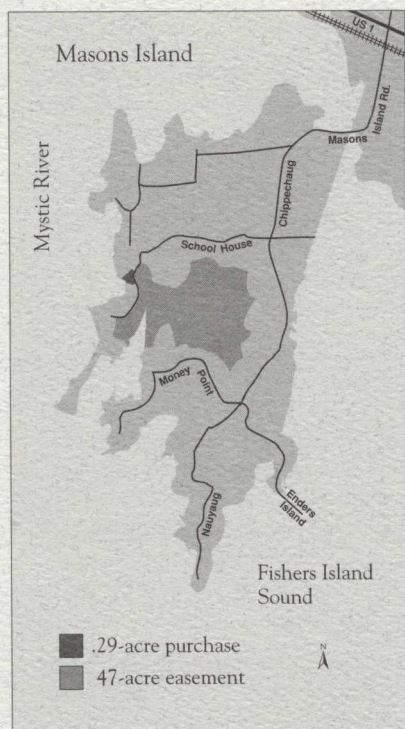 Masons Island
US 1
Island Rd.
Masons
Mystic River
Chippechaug
School House
Money
Point
Enders
Island
Nauyaug
Fishers Island
Sound
.29-acre purchase
47-acre easement
N